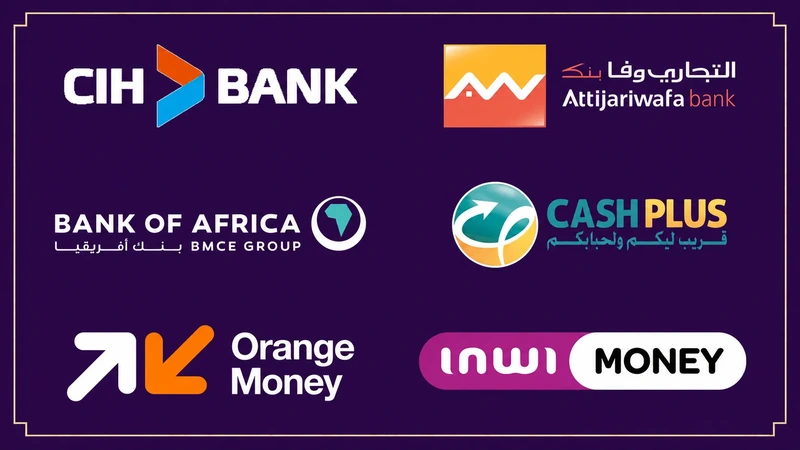 CIH BANK
التجاري وفا بنك
Attijariwafa bank
BANK OF AFRICA
بنك أفريقيا BMCE GROUP
CASH PLUS
قريب ليكم ولحبابكم
Orange
Money
inwi MONEY